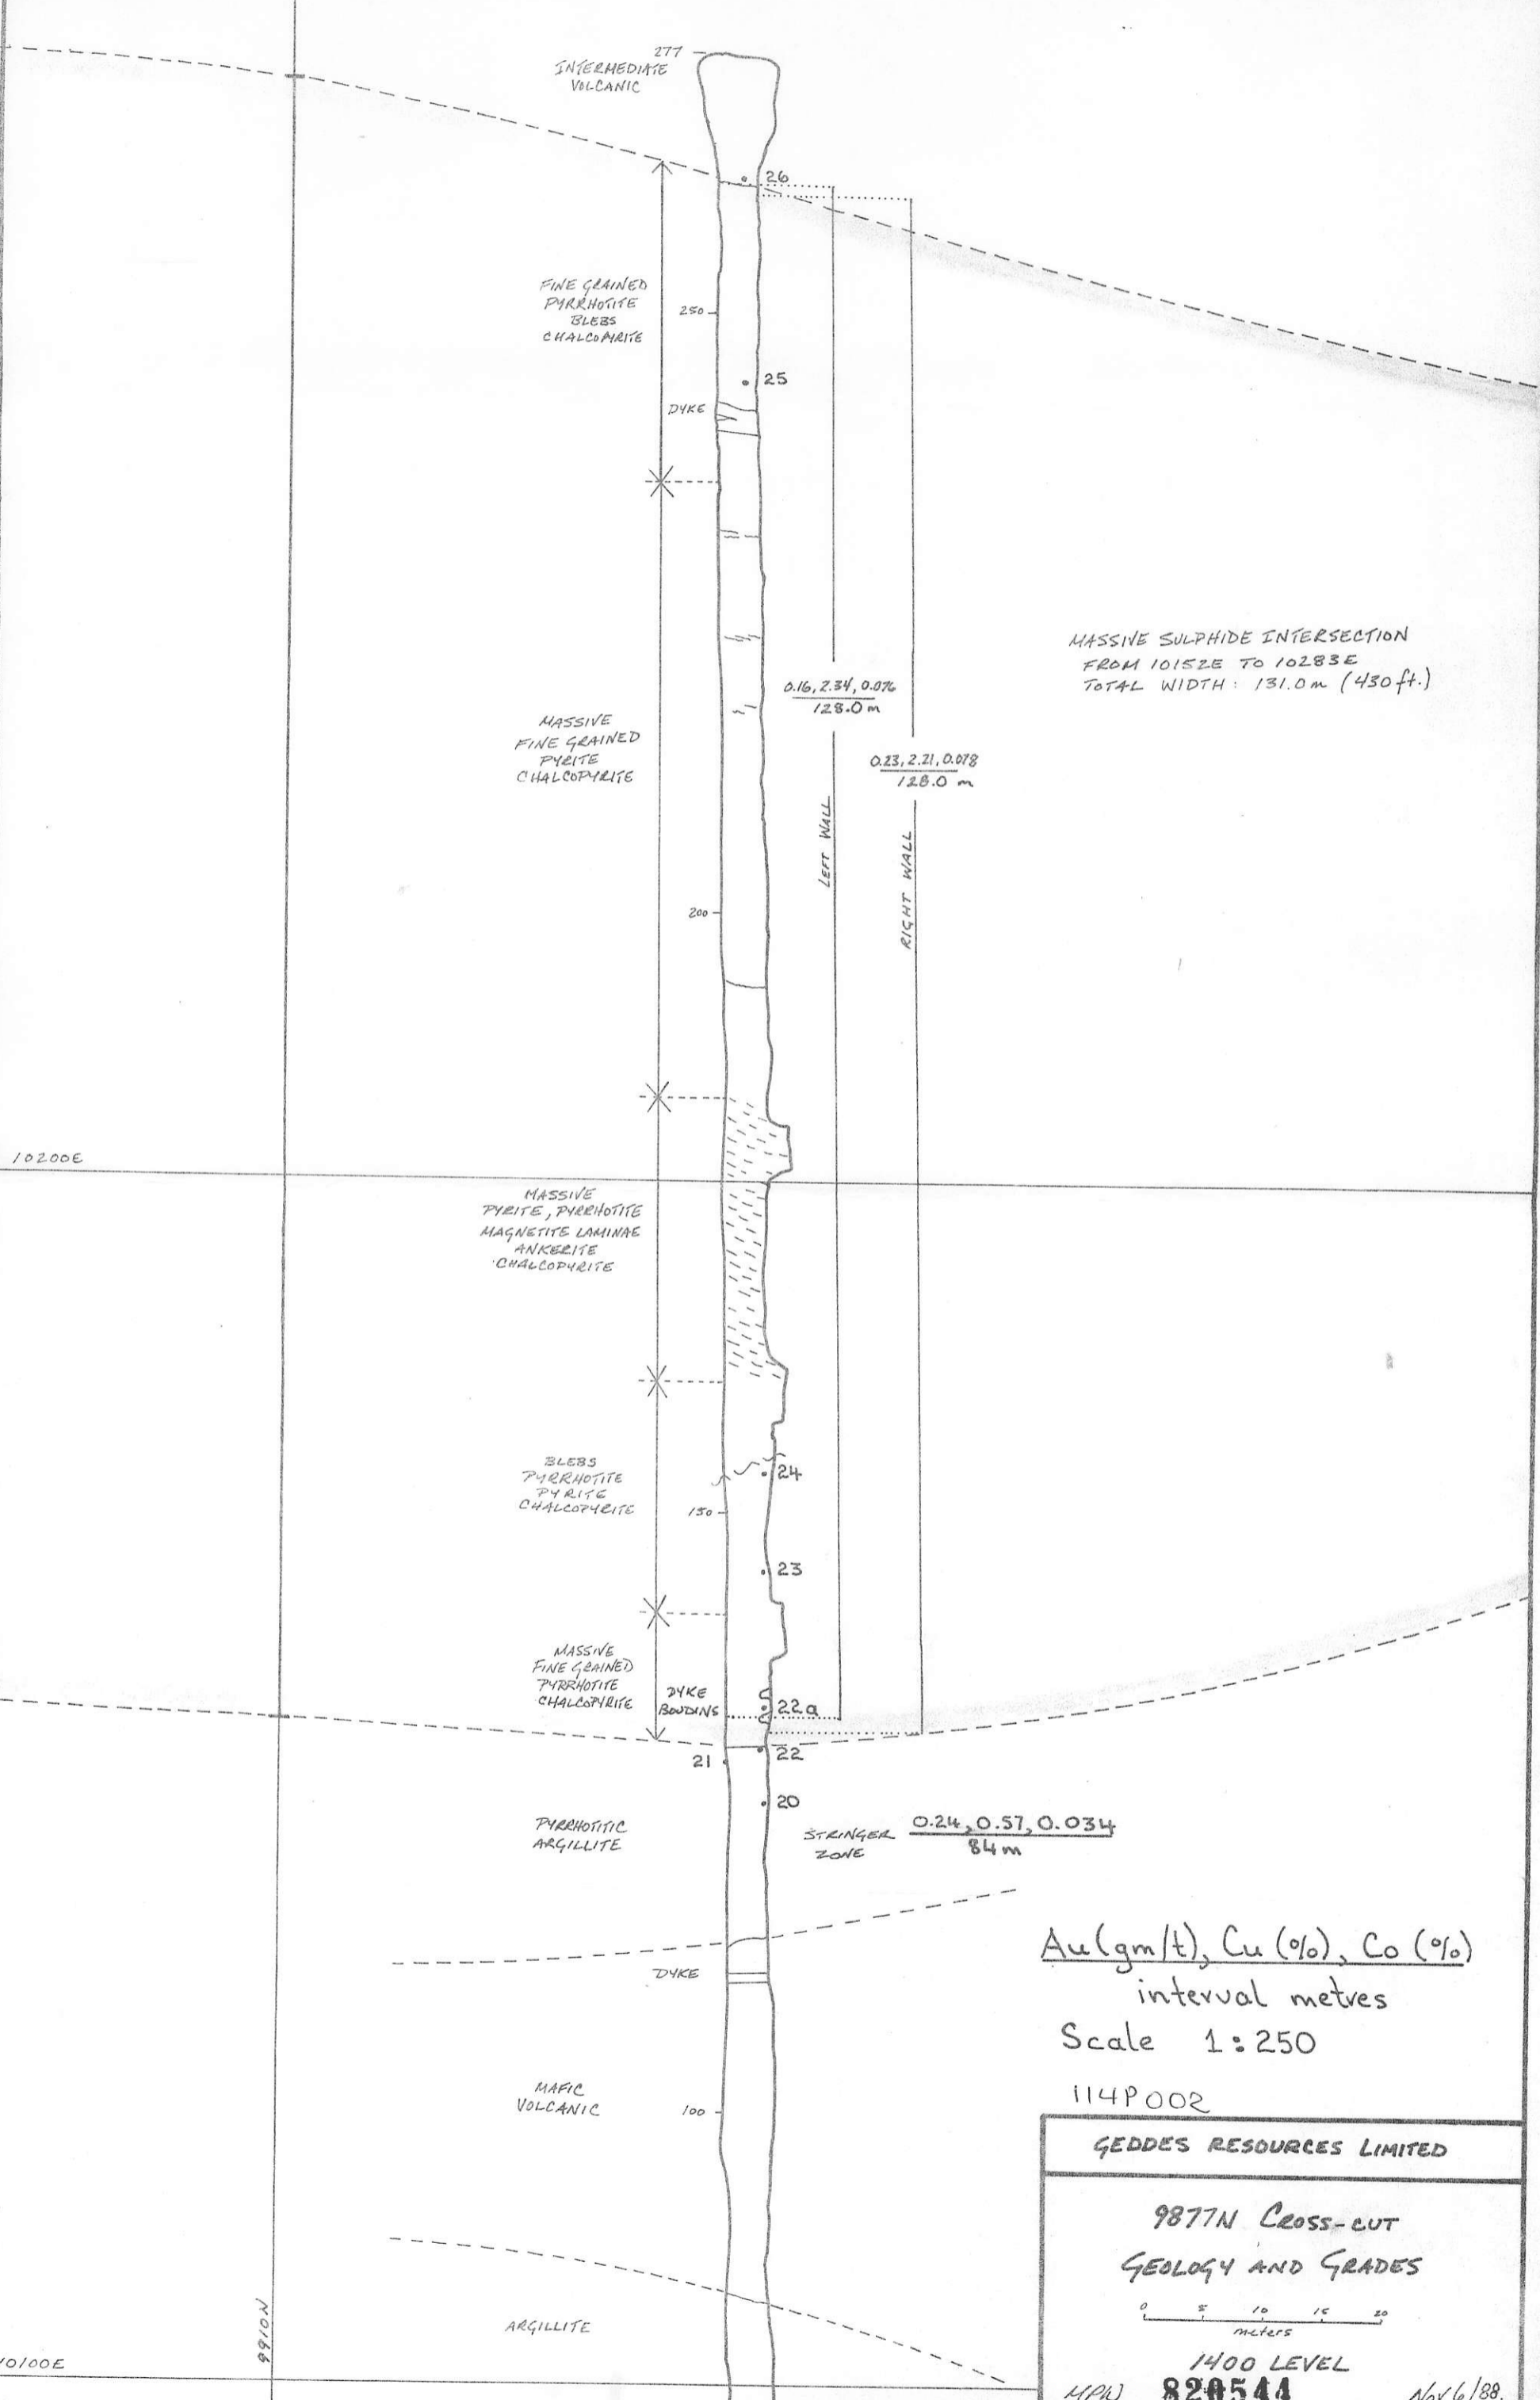 277
INTERMEDIATE
VOLCANIC
26
FINE GRAINED
PYRRHOTITE
BLEBS
CHALCOPYRITE
250
25
DYKE
MASSIVE SULPHIDE INTERSECTION
FROM 10152E TO 10283E
TOTAL WIDTH: 131.0m (430 ft.)
0.16, 2.34, 0.076
128.0 m
MASSIVE
FINE GRAINED
PYRITE
CHALCOPYRITE
0.23, 2.21, 0.078
128.0 m
LEFT WALL
RIGHT WALL
200
10200E
MASSIVE
PYRITE, PYRRHOTITE
MAGNETITE LAMINAE
ANKERITE
CHALCOPYRITE
BLEBS
PYRRHOTITE
PYRITE
CHALCOPYRITE
24
150
23
MASSIVE
FINE GRAINED
PYRRHOTITE
CHALCOPYRITE
DYKE
BOUDINS
22a
22
21
20
PYRRHOTITIC
ARGILLITE
STRINGER
ZONE
0.24, 0.57, 0.034
84m
DYKE
Au(gm/t), Cu (%), Co (%)
interval metres
Scale 1:250
114P002
MAFIC
VOLCANIC
100
GEDDES RESOURCES LIMITED
9877N CROSS-CUT
GEOLOGY AND GRADES
0 5 10 15 20
meters
1400 LEVEL
MPW 820544 Nov 6/88.
ARGILLITE
9910N
10100E